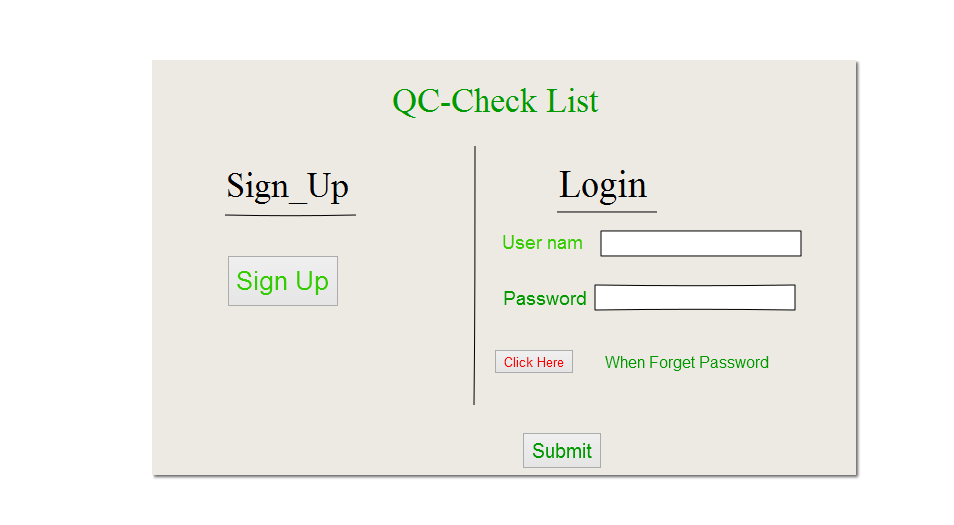 QC-Check List
Sign_Up
Sign Up
Login
User nam
Password
Click Here When Forget Password
Submit